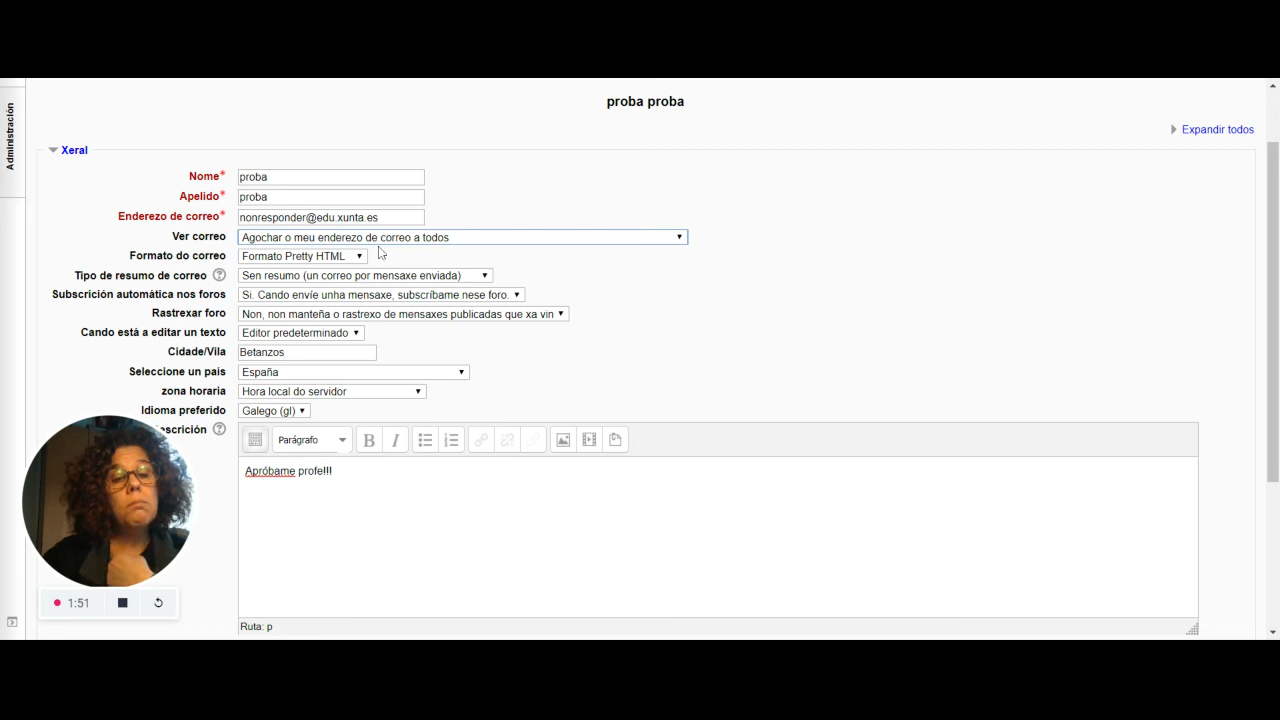 proba proba
Administración
Expandir todos
Xeral
Nome* proba
Apelido* proba
Enderezo de correo* nonresponder@edu.xunta.es
Ver correo Agochar o meu enderezo de correo a todos
Formato do correo Formato Pretty HTML
Tipo de resumo de correo Sen resumo (un correo por mensaxe enviada)
Subscrición automática nos foros Si. Cando envíe unha mensaxe, subscríbame nese foro.
Rastrexar foro Non, non manteña o rastrexo de mensaxes publicadas que xa vin
Cando está a editar un texto Editor predeterminado
Cidade/Vila Betanzos
Seleccione un país España
zona horaria Hora local do servidor
Idioma preferido Galego (gl)
escrición Parágrafo B I
Apróbame profe!!!
1:51
Ruta: p